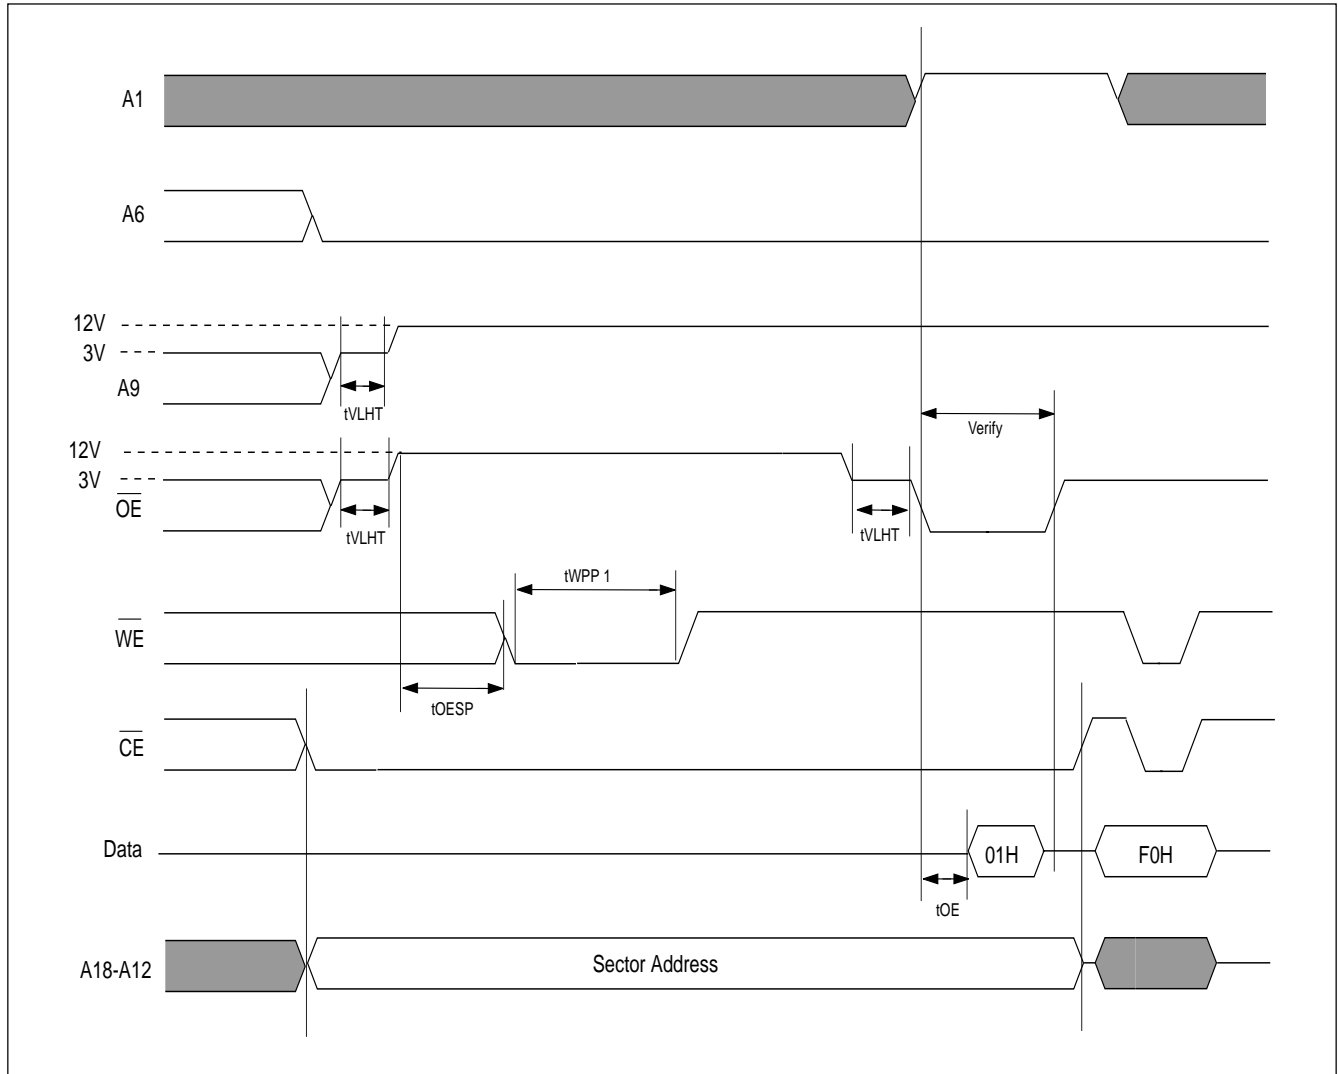 A1
A6
12V
3V
A9
tVLHT
Verify
12V
3V
OE
tVLHT
tVLHT
tWPP 1
WE
tOESP
CE
Data
01H
F0H
tOE
A18-A12
Sector Address